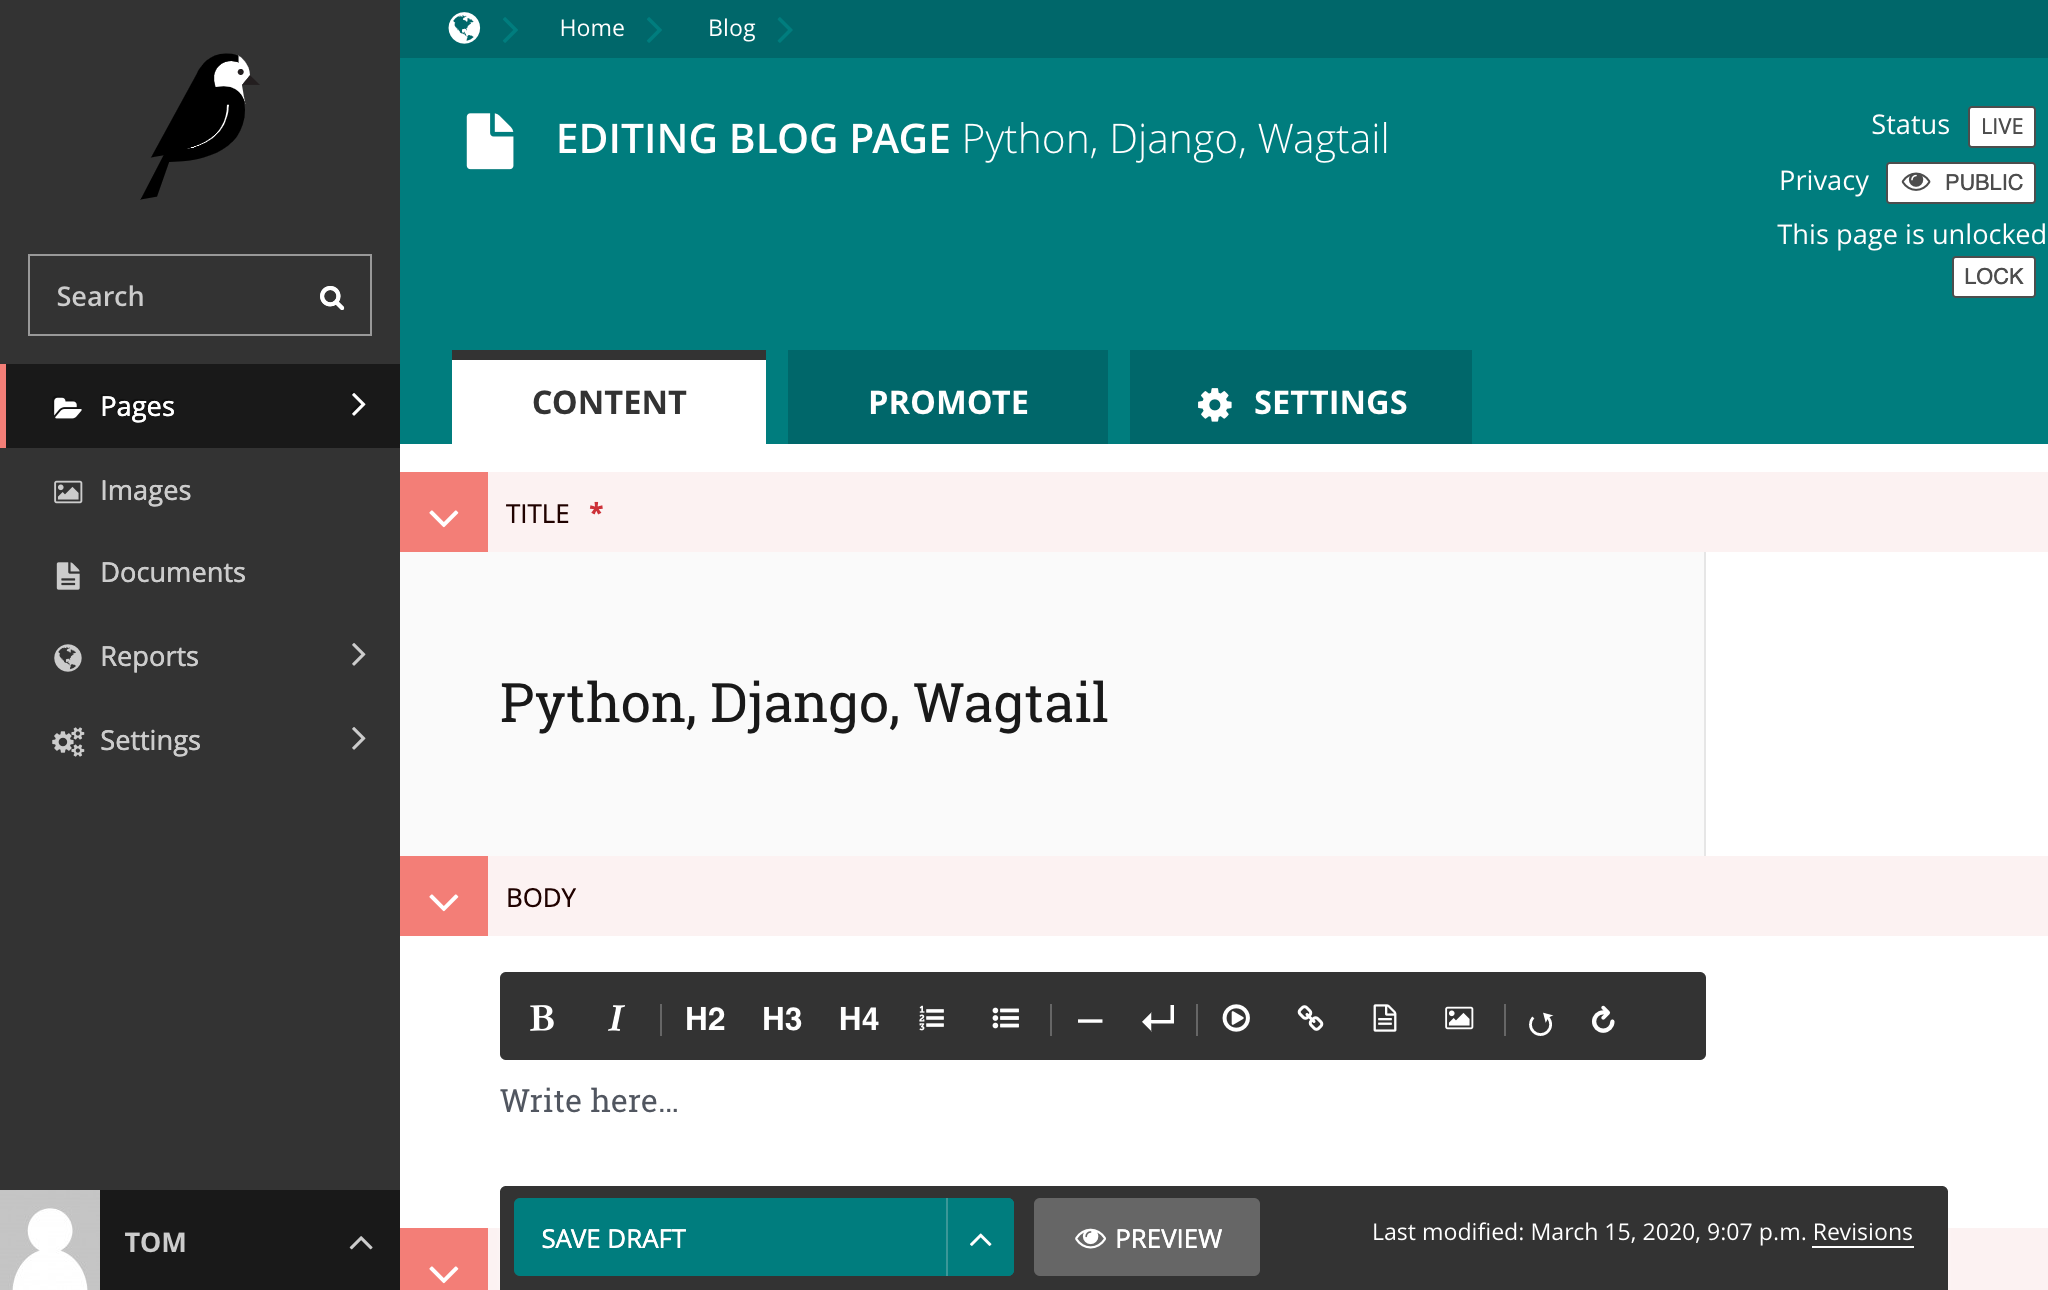 Home Blog
EDITING BLOG PAGE Python, Django, Wagtail
Status LIVE
Privacy PUBLIC
This page is unlocked
LOCK
Search
Pages
Images
Documents
Reports
Settings
TOM
CONTENT PROMOTE SETTINGS
TITLE *
Python, Django, Wagtail
BODY
B I H2 H3 H4
Write here…
SAVE DRAFT PREVIEW Last modified: March 15, 2020, 9:07 p.m. Revisions